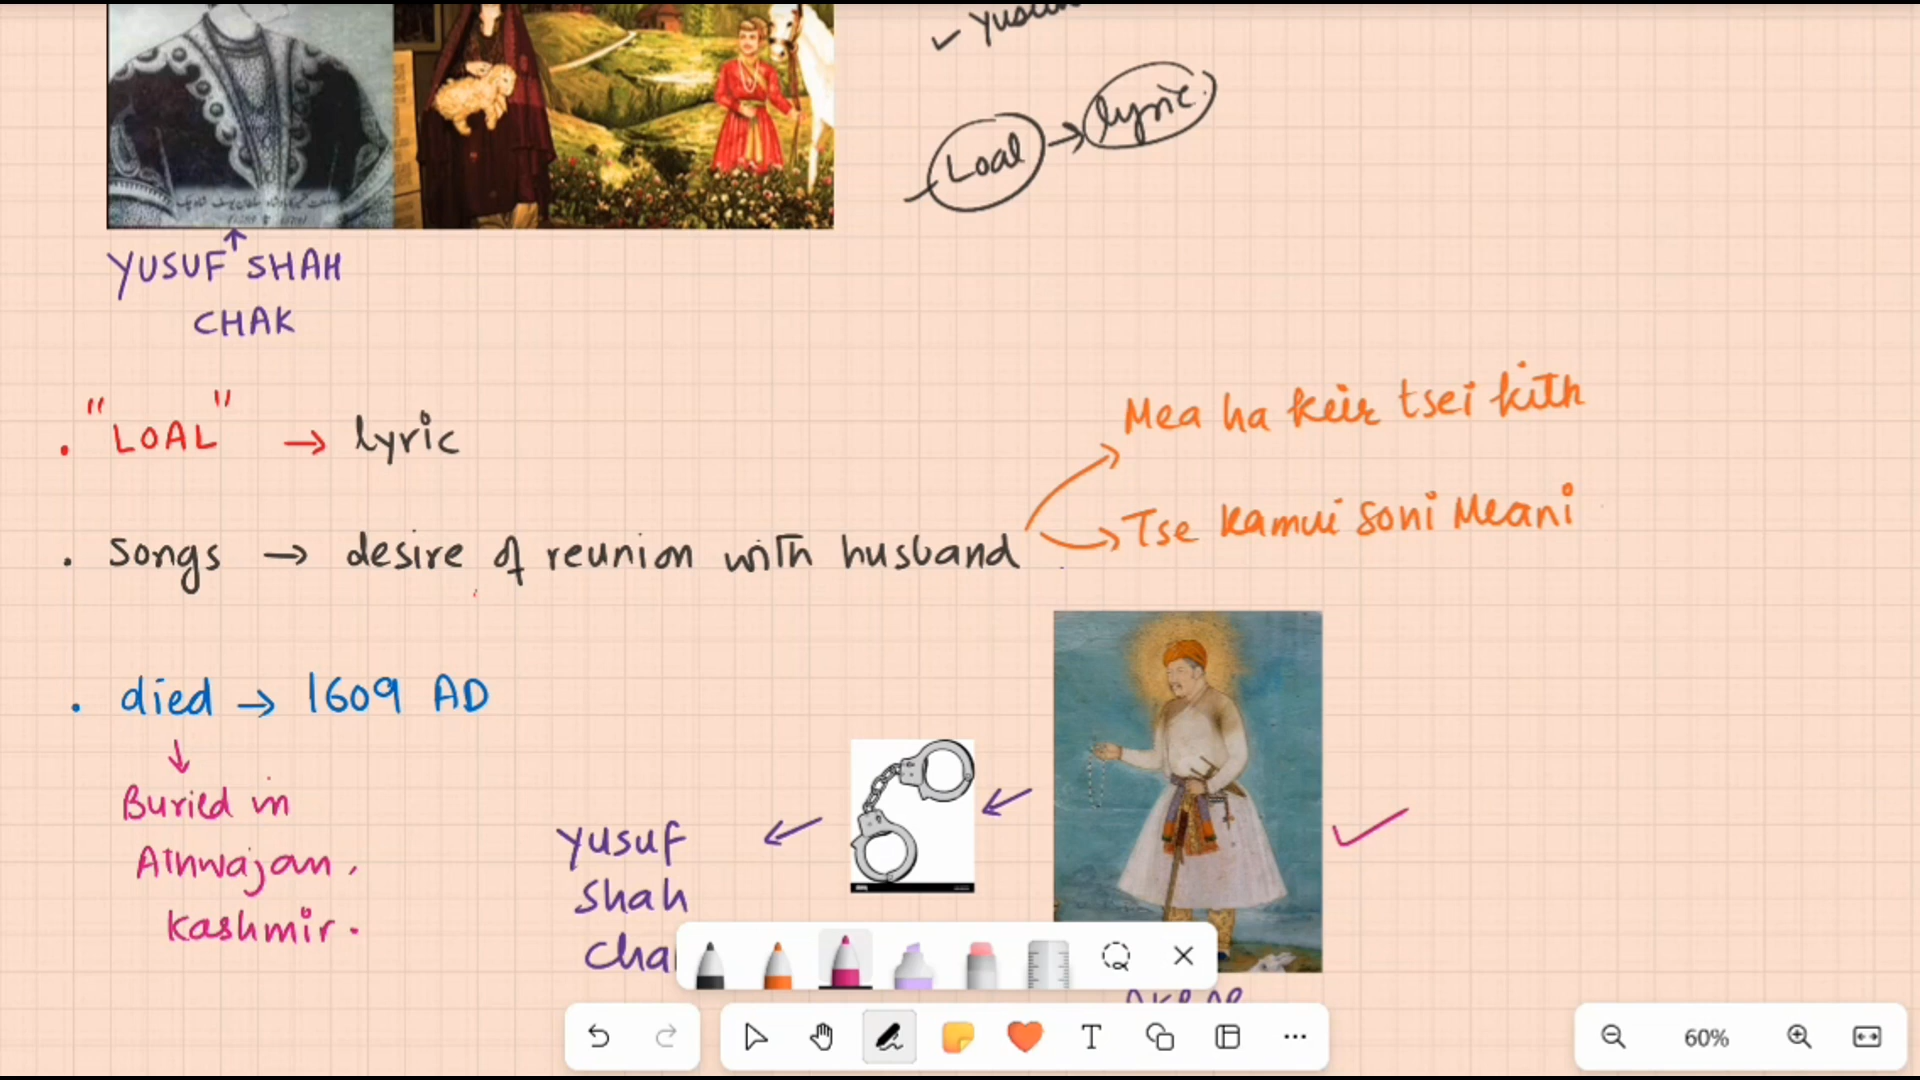 Loal → lyric
YUSUF SHAH
CHAK
Mea ha keir tsei kith
. "LOAL" → lyric
Tse kamui soni Meani
. Songs → desire of reunion with husband
. died → 1609 AD
Buried in
Athwajan,
Kashmir.
Yusuf
Shah
60%